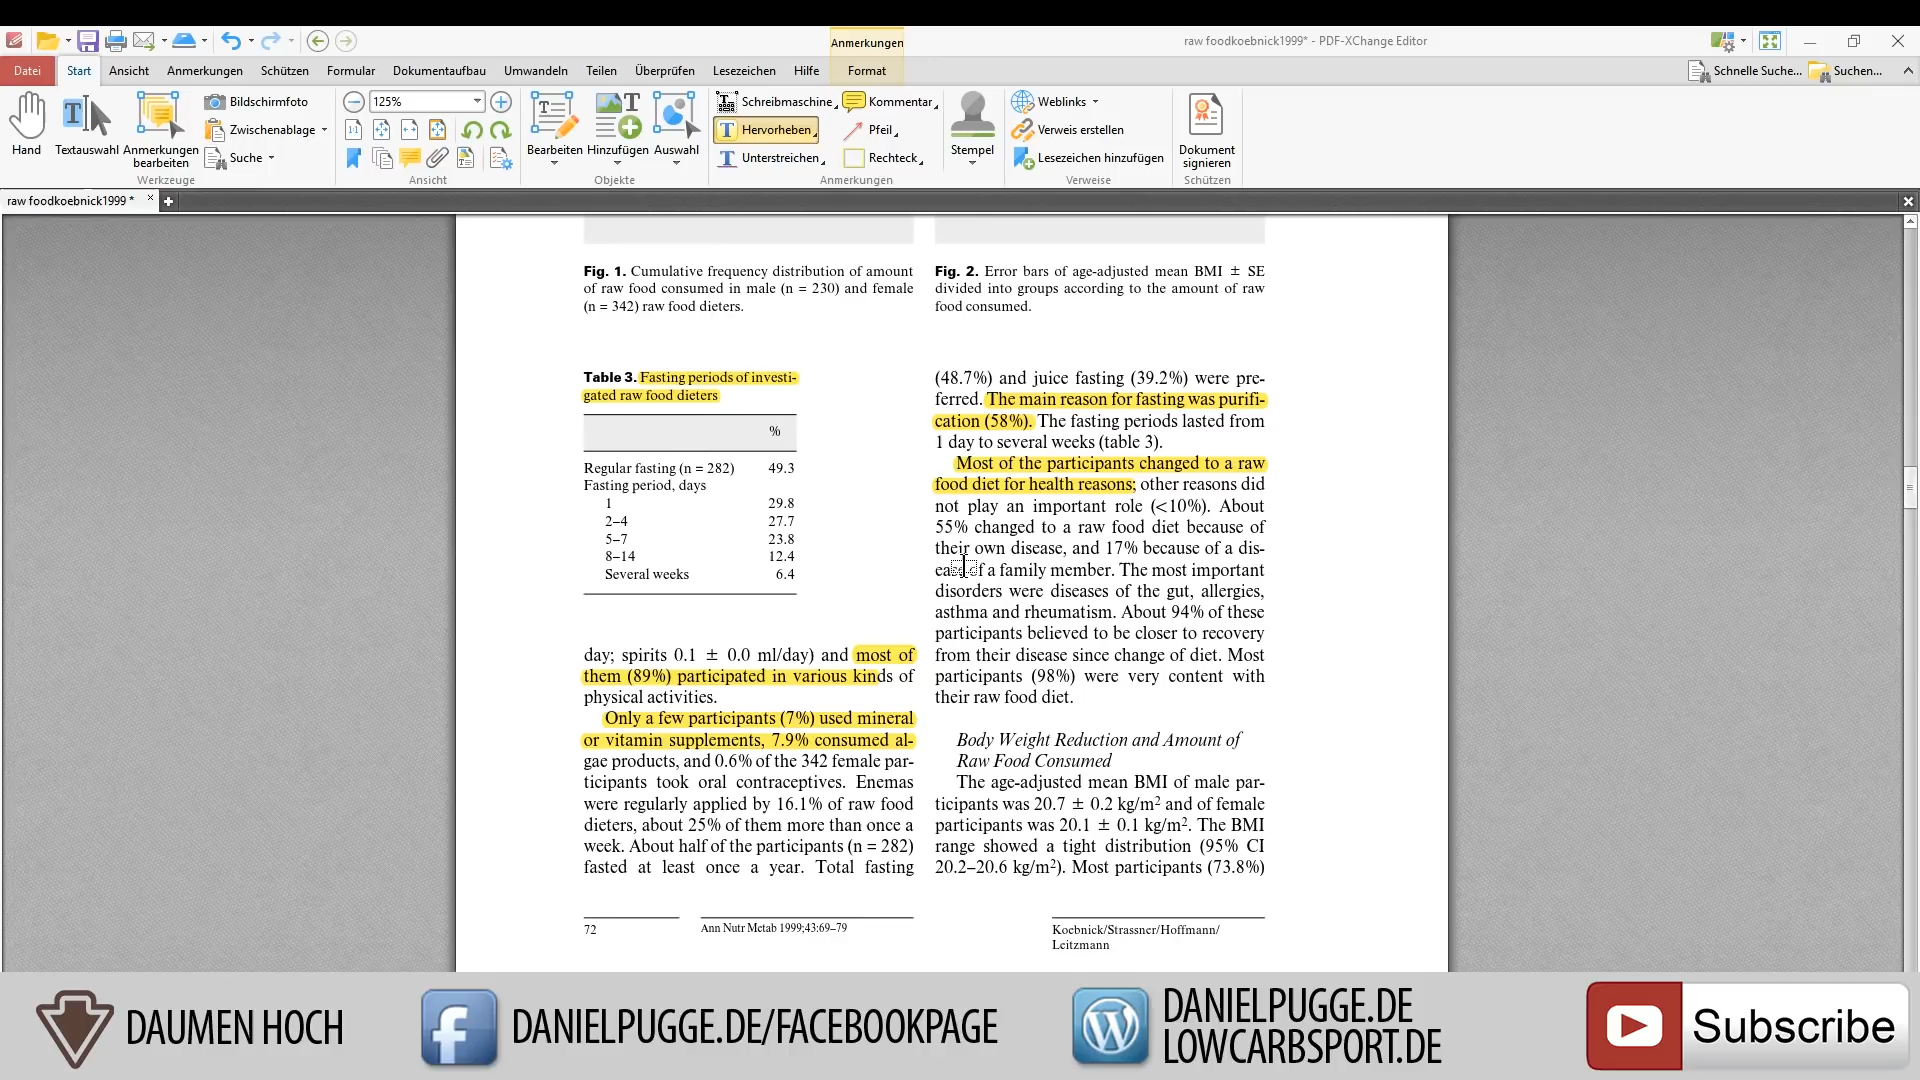 Anmerkungen
raw foodkoebnick1999* - PDF-XChange Editor
Datei Start Ansicht Anmerkungen Schützen Formular Dokumentaufbau Umwandeln Teilen Überprüfen Lesezeichen Hilfe Format Schnelle Suche... Suchen...
Hand
Textauswahl
Anmerkungen bearbeiten
Bildschirmfoto
Zwischenablage
Suche
Werkzeuge
125%
Ansicht
Bearbeiten Hinzufügen Auswahl
Objekte
Schreibmaschine Kommentar
Hervorheben Pfeil
Unterstreichen Rechteck
Anmerkungen
Stempel
Weblinks
Verweis erstellen
Lesezeichen hinzufügen
Verweise
Dokument
signieren
Schützen
raw foodkoebnick1999 *
Fig. 1. Cumulative frequency distribution of amount
of raw food consumed in male (n = 230) and female
(n = 342) raw food dieters.
Fig. 2. Error bars of age-adjusted mean BMI ± SE
divided into groups according to the amount of raw
food consumed.
Table 3. Fasting periods of investi-
gated raw food dieters
%
Regular fasting (n = 282) 49.3
Fasting period, days
1 29.8
2–4 27.7
5–7 23.8
8–14 12.4
Several weeks 6.4
day; spirits 0.1 ± 0.0 ml/day) and most of
them (89%) participated in various kinds of
physical activities.
Only a few participants (7%) used mineral
or vitamin supplements, 7.9% consumed al-
gae products, and 0.6% of the 342 female par-
ticipants took oral contraceptives. Enemas
were regularly applied by 16.1% of raw food
dieters, about 25% of them more than once a
week. About half of the participants (n = 282)
fasted at least once a year. Total fasting
(48.7%) and juice fasting (39.2%) were pre-
ferred. The main reason for fasting was purifi-
cation (58%). The fasting periods lasted from
1 day to several weeks (table 3).
Most of the participants changed to a raw
food diet for health reasons; other reasons did
not play an important role (<10%). About
55% changed to a raw food diet because of
their own disease, and 17% because of a dis-
ease of a family member. The most important
disorders were diseases of the gut, allergies,
asthma and rheumatism. About 94% of these
participants believed to be closer to recovery
from their disease since change of diet. Most
participants (98%) were very content with
their raw food diet.
Body Weight Reduction and Amount of
Raw Food Consumed
The age-adjusted mean BMI of male par-
ticipants was 20.7 ± 0.2 kg/m² and of female
participants was 20.1 ± 0.1 kg/m². The BMI
range showed a tight distribution (95% CI
20.2–20.6 kg/m²). Most participants (73.8%)
72
Ann Nutr Metab 1999;43:69–79
Koebnick/Strassner/Hoffmann/
Leitzmann
DAUMEN HOCH
DANIELPUGGE.DE/FACEBOOKPAGE
DANIELPUGGE.DE
LOWCARBSPORT.DE
Subscribe